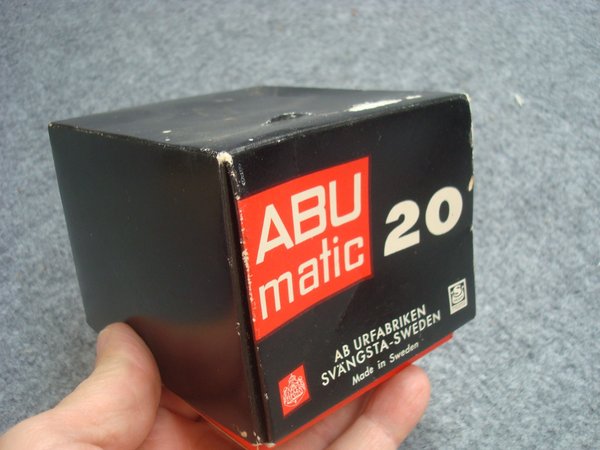 ABU
matic
20
AB URFABRIKEN
SVÄNGSTA-SWEDEN
Made in Sweden